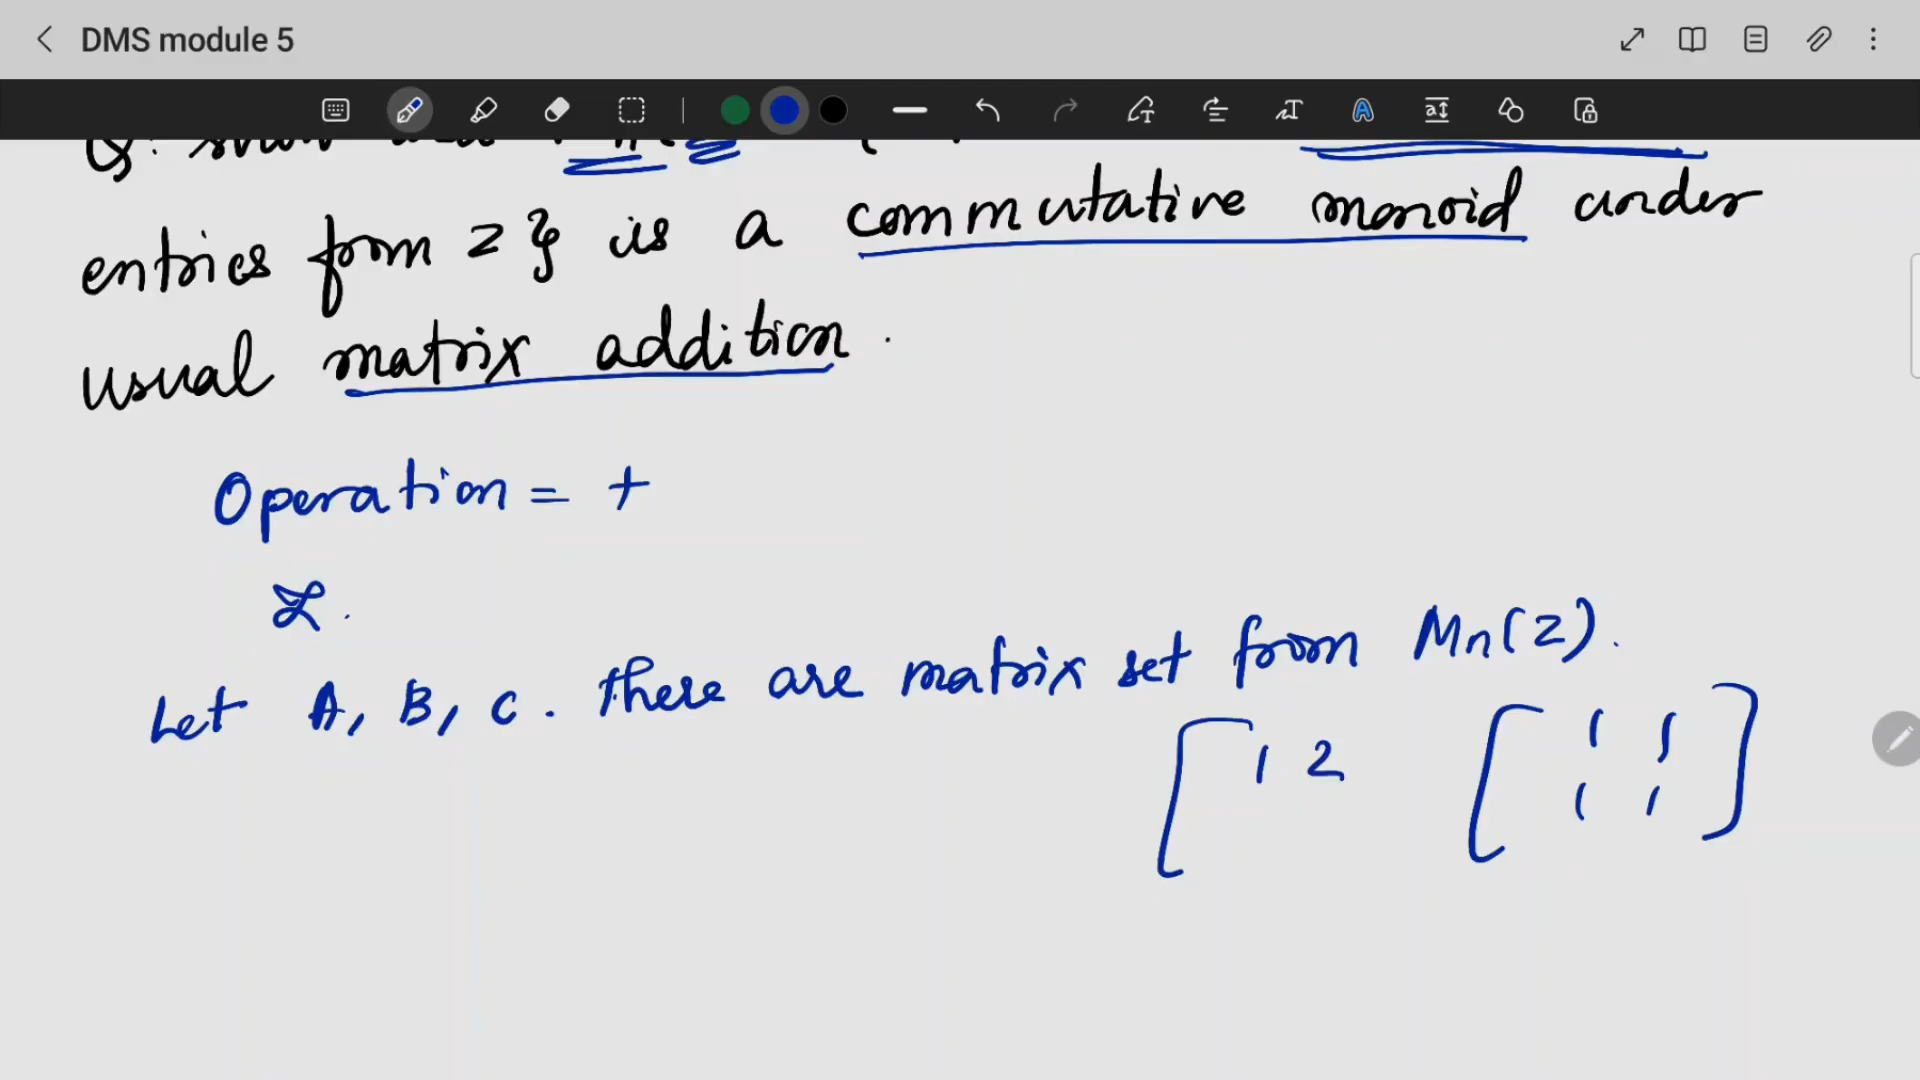 DMS module 5
Q. show
entries from Z} is a commutative monoid under
usual matrix addition.
Operation = +
Z.
Let A, B, C. there are matrix set from Mn(Z).
[ 1 2 [ 1 1
1 1 ]